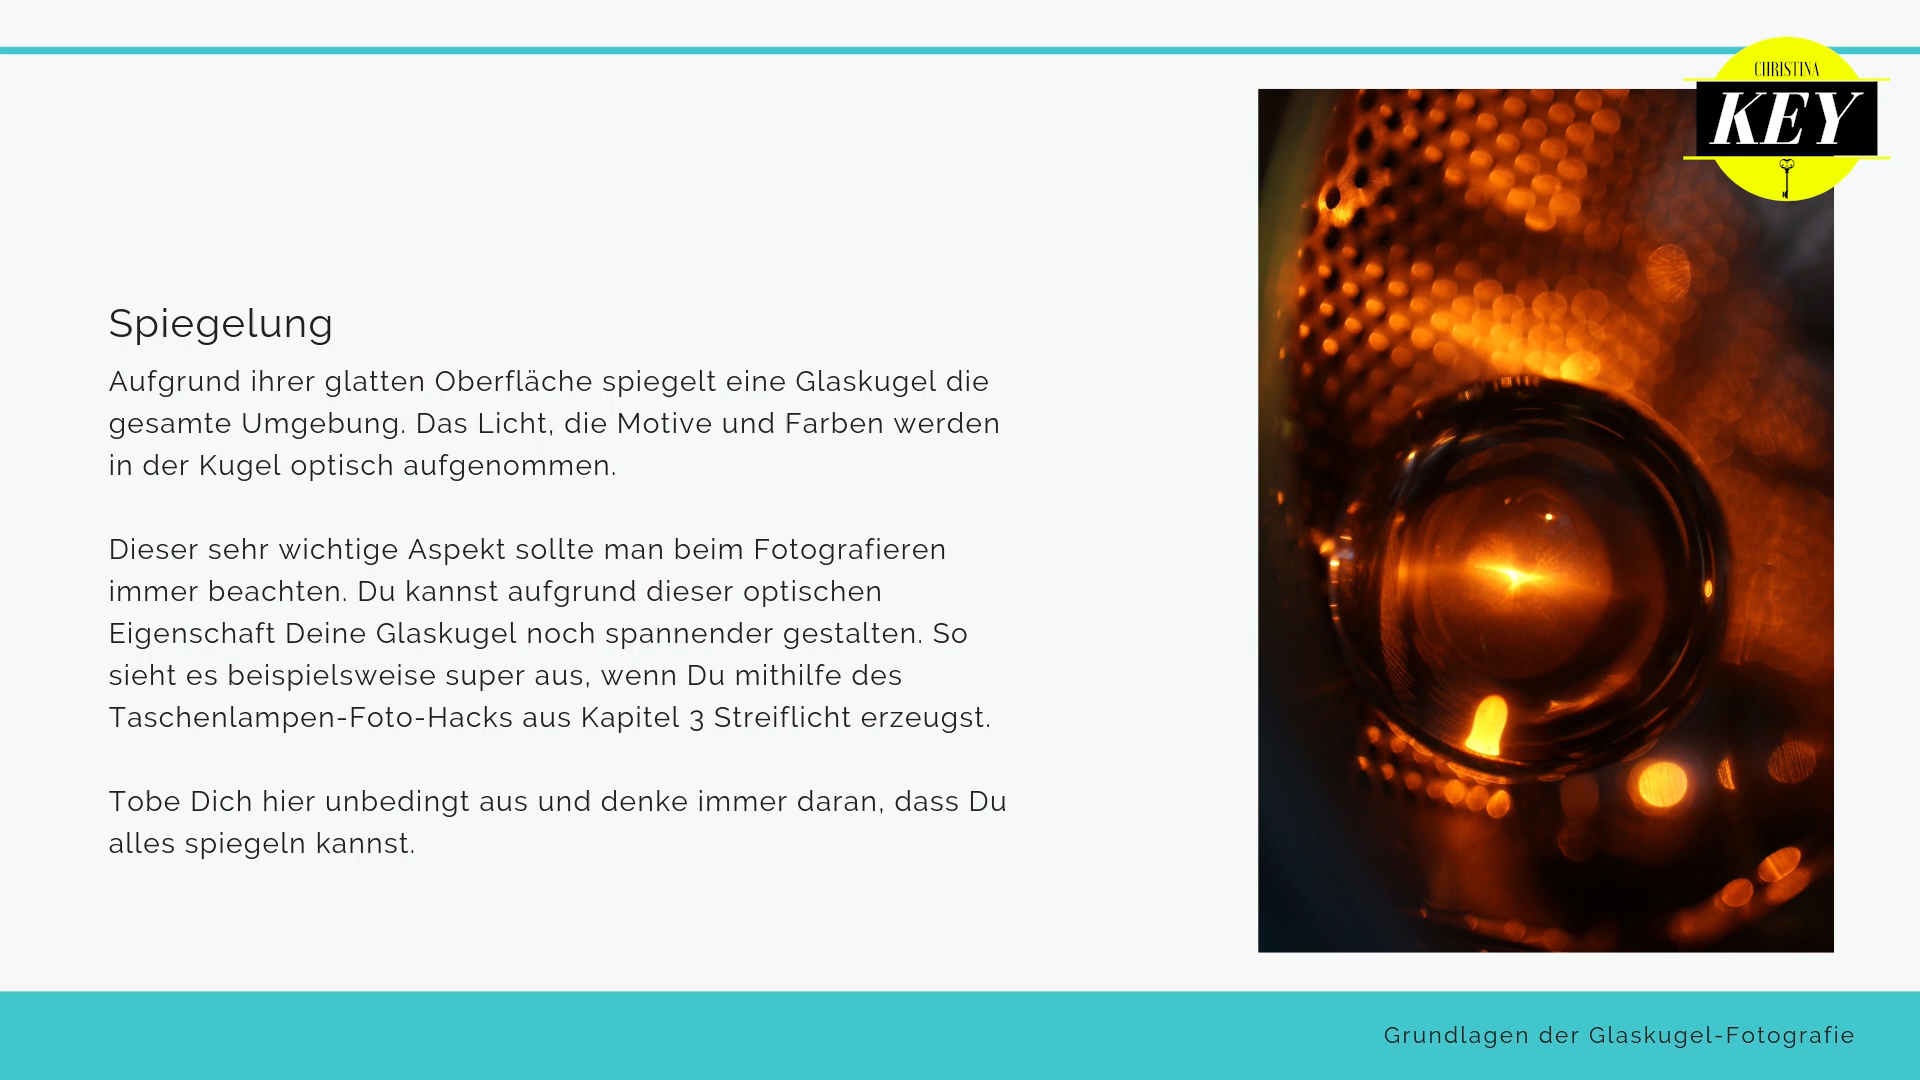 CHRISTINA
KEY
Spiegelung
Aufgrund ihrer glatten Oberfläche spiegelt eine Glaskugel die
gesamte Umgebung. Das Licht, die Motive und Farben werden
in der Kugel optisch aufgenommen.
Dieser sehr wichtige Aspekt sollte man beim Fotografieren
immer beachten. Du kannst aufgrund dieser optischen
Eigenschaft Deine Glaskugel noch spannender gestalten. So
sieht es beispielsweise super aus, wenn Du mithilfe des
Taschenlampen-Foto-Hacks aus Kapitel 3 Streiflicht erzeugst.
Tobe Dich hier unbedingt aus und denke immer daran, dass Du
alles spiegeln kannst.
Grundlagen der Glaskugel-Fotografie